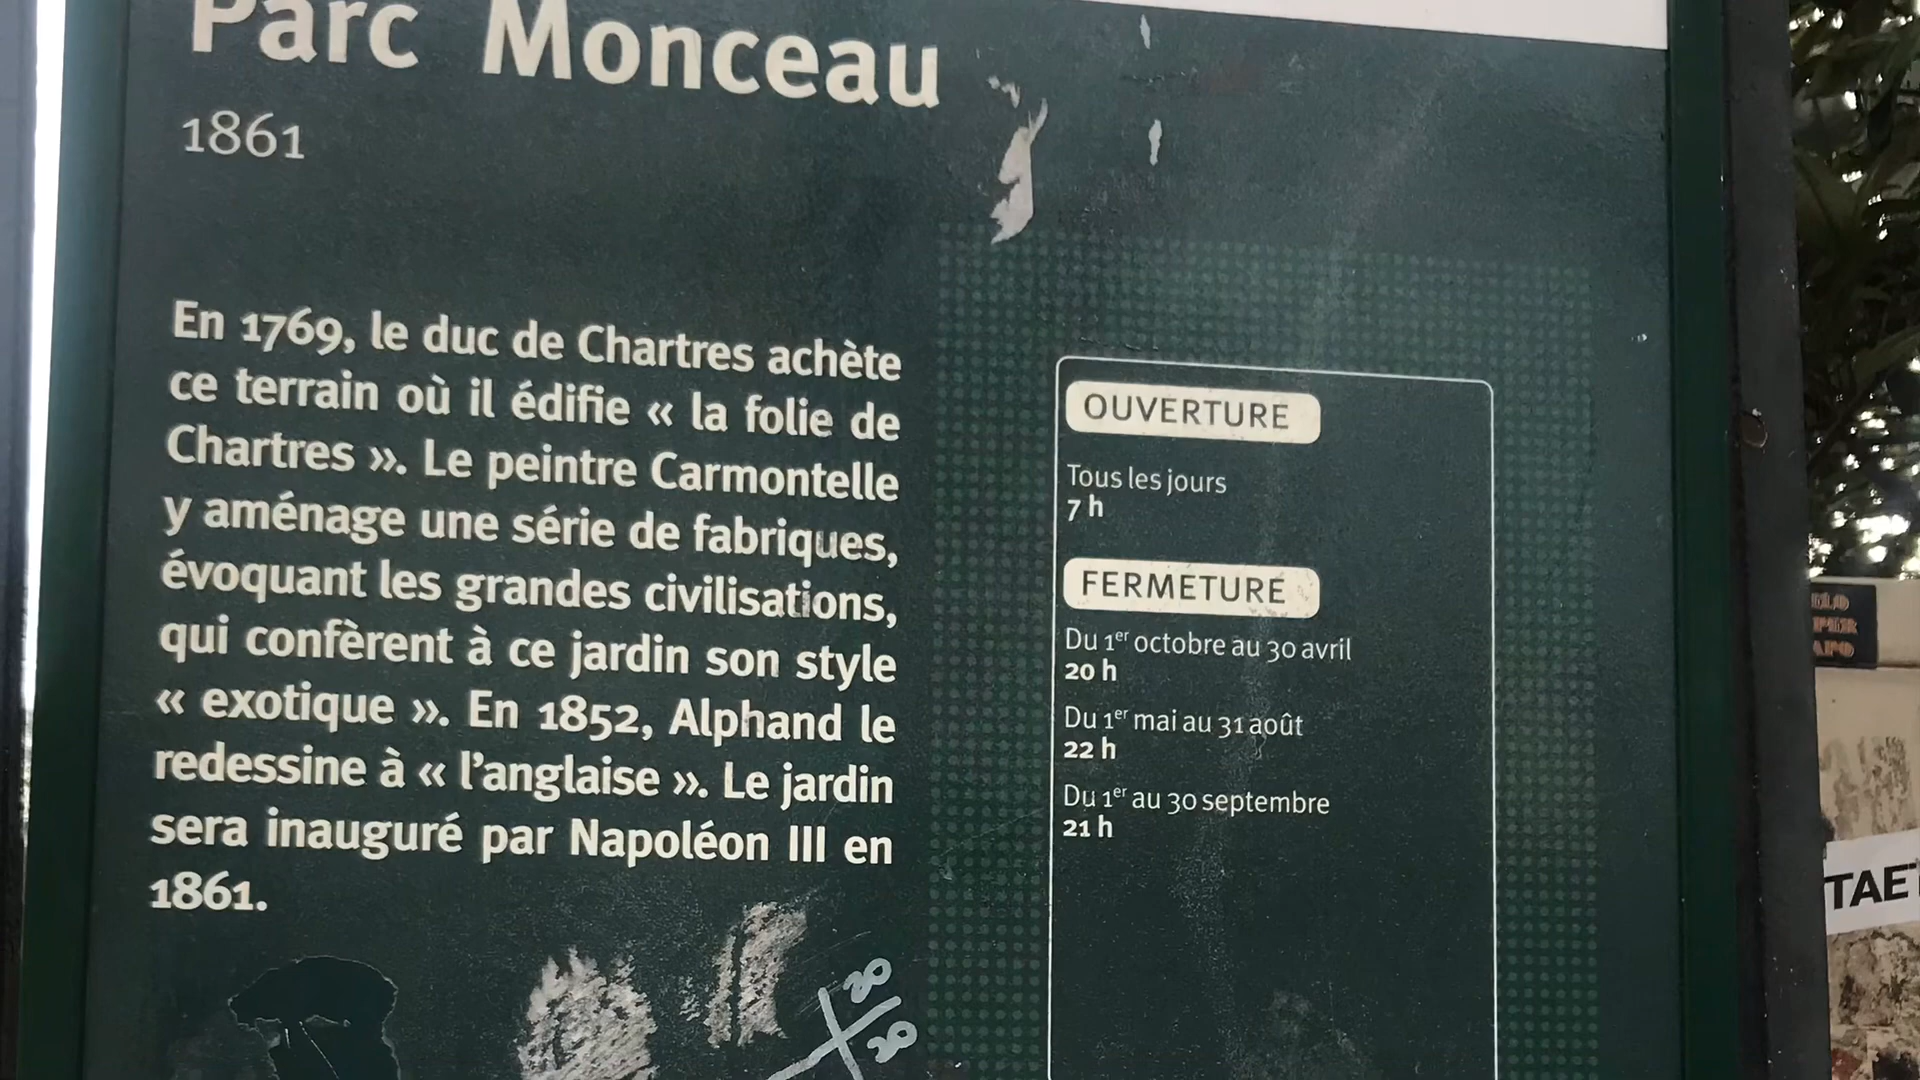 Parc Monceau
1861
En 1769, le duc de Chartres achète
ce terrain où il édifie « la folie de
Chartres ». Le peintre Carmontelle
y aménage une série de fabriques,
évoquant les grandes civilisations,
qui confèrent à ce jardin son style
« exotique ». En 1852, Alphand le
redessine à « l’anglaise ». Le jardin
sera inauguré par Napoléon III en
1861.
OUVERTURE
Tous les jours
7 h
FERMETURE
Du 1er octobre au 30 avril
20 h
Du 1er mai au 31 août
22 h
Du 1er au 30 septembre
21 h